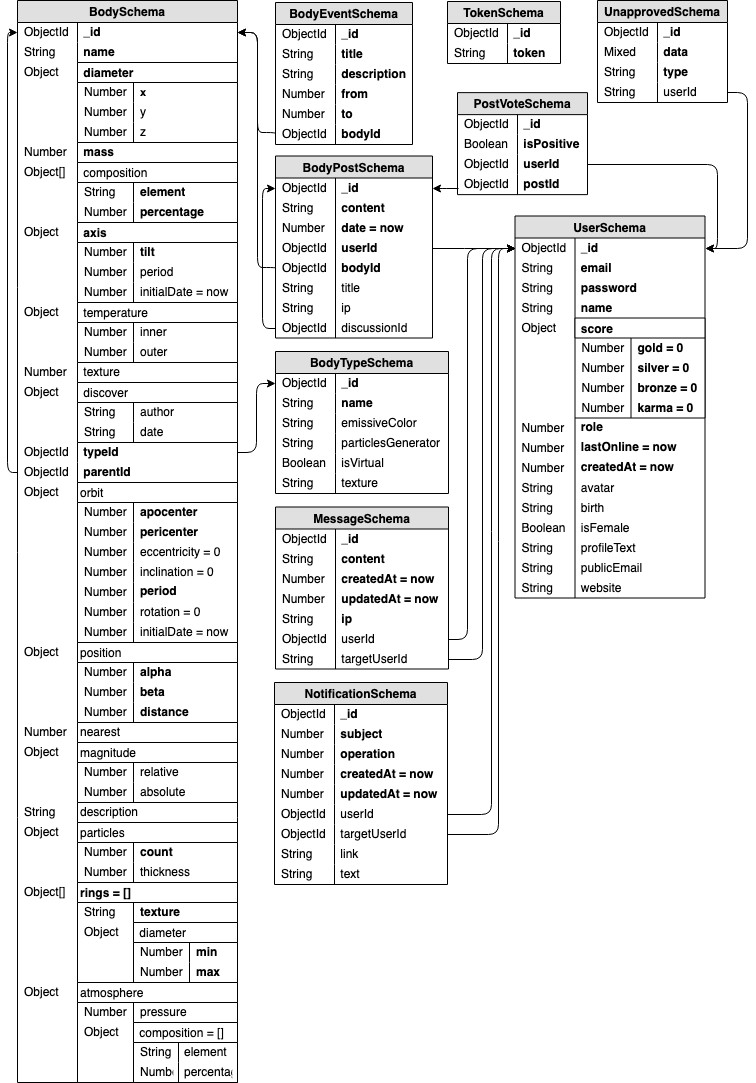 BodySchema
ObjectId _id
String name
Object diameter
Number x
Number y
Number z
Number mass
Object[] composition
String element
Number percentage
Object axis
Number tilt
Number period
Number initialDate = now
Object temperature
Number inner
Number outer
Number texture
Object discover
String author
String date
ObjectId typeId
ObjectId parentId
Object orbit
Number apocenter
Number pericenter
Number eccentricity = 0
Number inclination = 0
Number period
Number rotation = 0
Number initialDate = now
Object position
Number alpha
Number beta
Number distance
Number nearest
Object magnitude
Number relative
Number absolute
String description
Object particles
Number count
Number thickness
Object[] rings = []
String texture
Object diameter
Number min
Number max
Object atmosphere
Number pressure
Object composition = []
String element
Numb percenta
BodyEventSchema
ObjectId _id
String title
String description
Number from
Number to
ObjectId bodyId
BodyPostSchema
ObjectId _id
String content
Number date = now
ObjectId userId
ObjectId bodyId
String title
String ip
ObjectId discussionId
BodyTypeSchema
ObjectId _id
String name
String emissiveColor
String particlesGenerator
Boolean isVirtual
String texture
MessageSchema
ObjectId _id
String content
Number createdAt = now
Number updatedAt = now
String ip
ObjectId userId
String targetUserId
NotificationSchema
ObjectId _id
Number subject
Number operation
Number createdAt = now
Number updatedAt = now
ObjectId userId
ObjectId targetUserId
String link
String text
TokenSchema
ObjectId _id
String token
PostVoteSchema
ObjectId _id
Boolean isPositive
ObjectId userId
ObjectId postId
UnapprovedSchema
ObjectId _id
Mixed data
String type
String userId
UserSchema
ObjectId _id
String email
String password
String name
Object score
Number gold = 0
Number silver = 0
Number bronze = 0
Number karma = 0
Number role
Number lastOnline = now
Number createdAt = now
String avatar
String birth
Boolean isFemale
String profileText
String publicEmail
String website